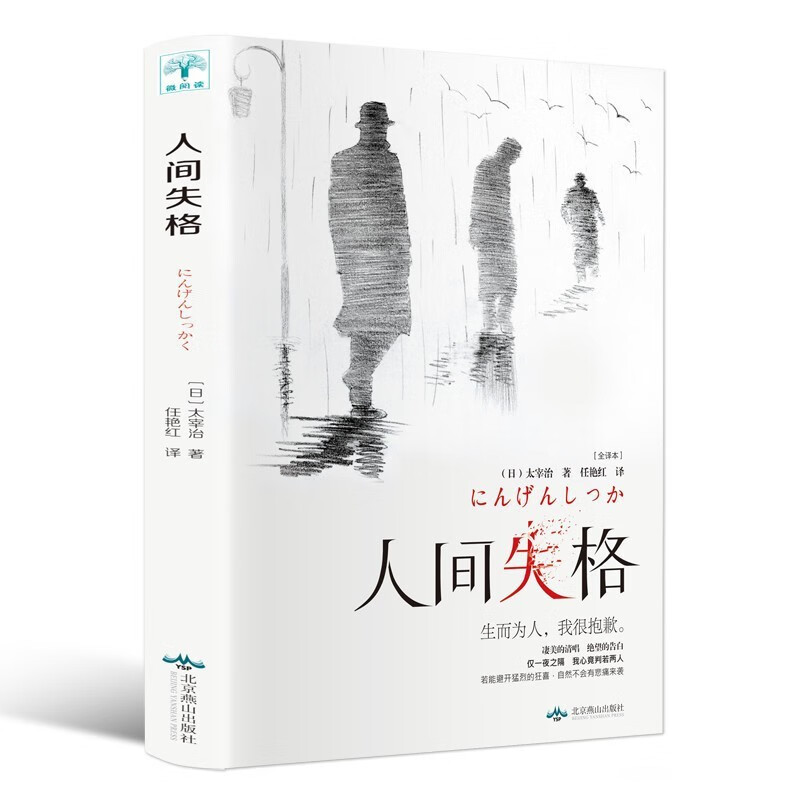 微阅读
人间失格
にんげんしっかく
［日］太宰治 著
任艳红 译
YSP
北京燕山出版社
BEIJING YANSHAN PRESS
［全译本］
（日）太宰治 著 任艳红 译
にんげんしっか
人间失格
生而为人，我很抱歉。
凄美的清唱 绝望的告白
仅一夜之隔 我心竟判若两人
若能避开猛烈的狂喜，自然不会有悲痛来袭
YSP
北京燕山出版社
BEIJING YANSHAN PRESS